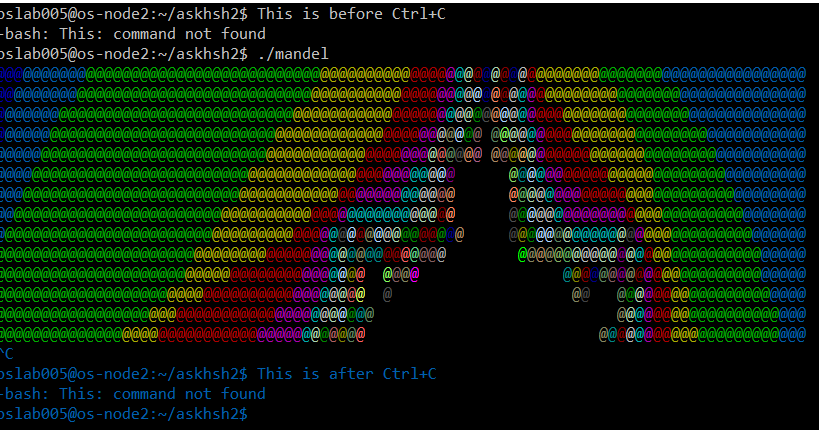 oslab005@os-node2:~/askhsh2$ This is before Ctrl+C
-bash: This: command not found
oslab005@os-node2:~/askhsh2$ ./mandel
^C
oslab005@os-node2:~/askhsh2$ This is after Ctrl+C
-bash: This: command not found
oslab005@os-node2:~/askhsh2$